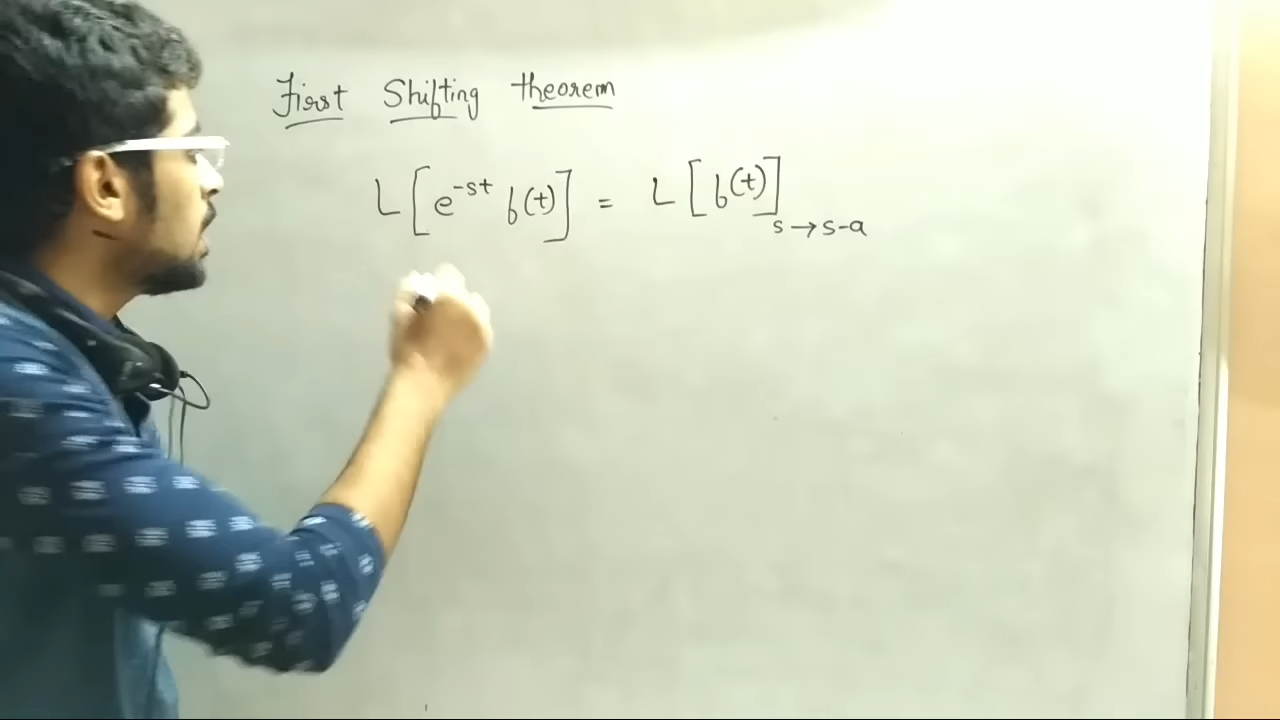 First Shifting theorem
L[e^{-st} f(t)] = L[f(t)]_{s→s-a}